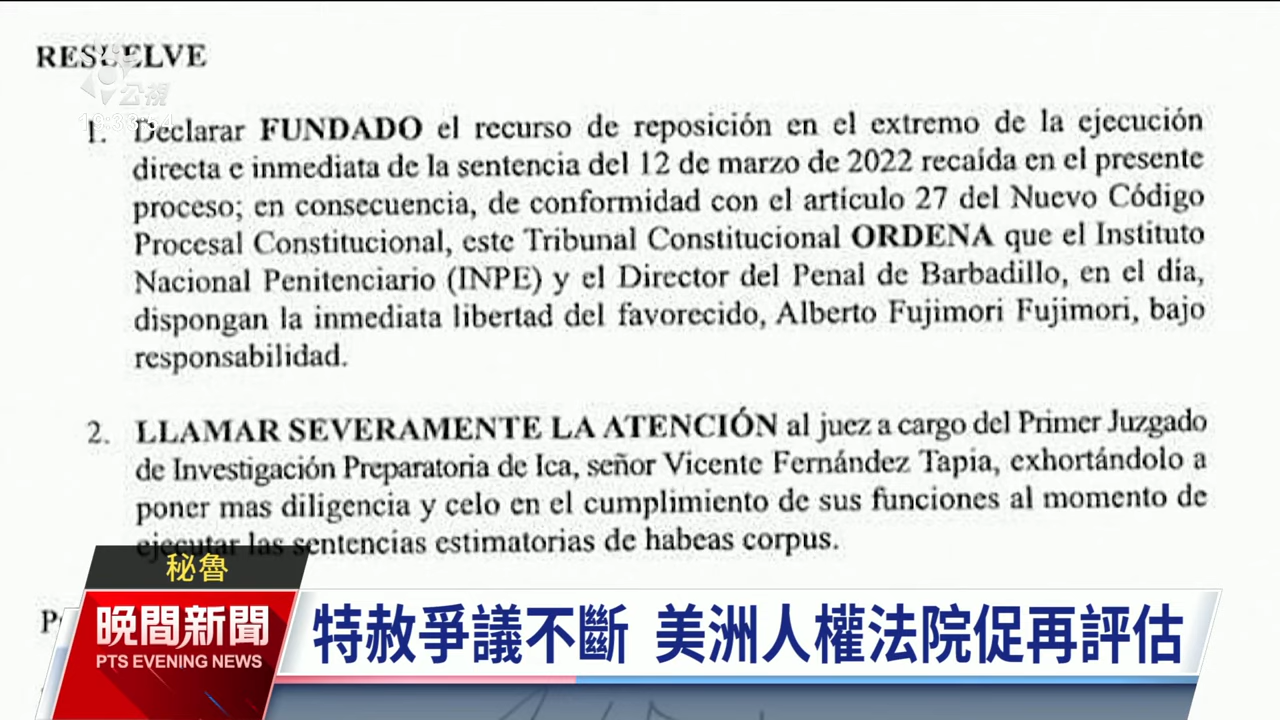 RESUELVE
公視
1. Declarar FUNDADO el recurso de reposición en el extremo de la ejecución
directa e inmediata de la sentencia del 12 de marzo de 2022 recaída en el presente
proceso; en consecuencia, de conformidad con el artículo 27 del Nuevo Código
Procesal Constitucional, este Tribunal Constitucional ORDENA que el Instituto
Nacional Penitenciario (INPE) y el Director del Penal de Barbadillo, en el día,
dispongan la inmediata libertad del favorecido, Alberto Fujimori Fujimori, bajo
responsabilidad.
2. LLAMAR SEVERAMENTE LA ATENCIÓN al juez a cargo del Primer Juzgado
de Investigación Preparatoria de Ica, señor Vicente Fernández Tapia, exhortándolo a
poner mas diligencia y celo en el cumplimiento de sus funciones al momento de
ejecutar las sentencias estimatorias de habeas corpus.
秘魯
晚間新聞
PTS EVENING NEWS
特赦爭議不斷 美洲人權法院促再評估